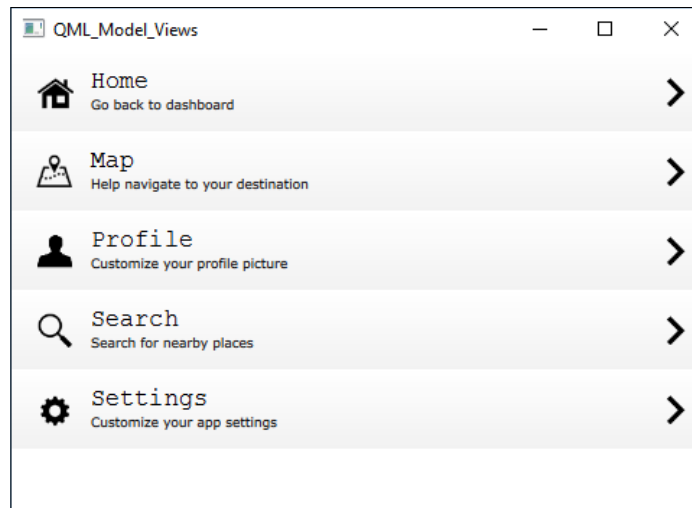 QML_Model_Views
Home
Go back to dashboard
Map
Help navigate to your destination
Profile
Customize your profile picture
Search
Search for nearby places
Settings
Customize your app settings